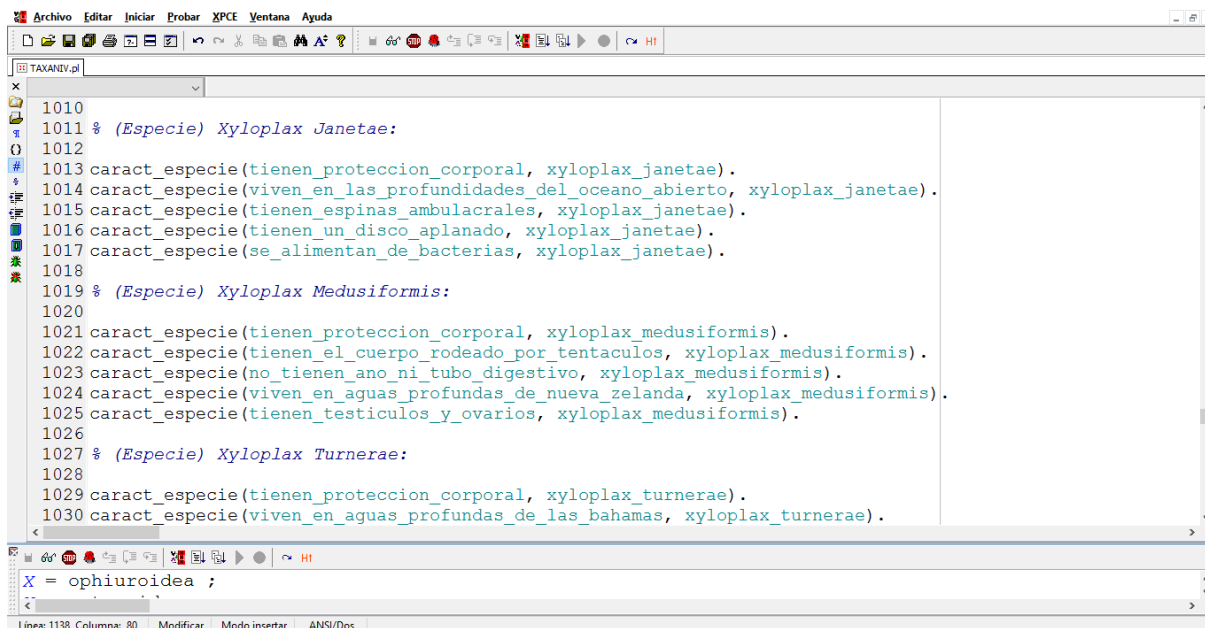 Archivo Editar Iniciar Probar XPCE Ventana Ayuda
TAXANIV.pl
1010
1011 % (Especie) Xyloplax Janetae:
1012
1013 caract_especie(tienen_proteccion_corporal, xyloplax_janetae).
1014 caract_especie(viven_en_las_profundidades_del_oceano_abierto, xyloplax_janetae).
1015 caract_especie(tienen_espinas_ambulacrales, xyloplax_janetae).
1016 caract_especie(tienen_un_disco_aplanado, xyloplax_janetae).
1017 caract_especie(se_alimentan_de_bacterias, xyloplax_janetae).
1018
1019 % (Especie) Xyloplax Medusiformis:
1020
1021 caract_especie(tienen_proteccion_corporal, xyloplax_medusiformis).
1022 caract_especie(tienen_el_cuerpo_rodeado_por_tentaculos, xyloplax_medusiformis).
1023 caract_especie(no_tienen_ano_ni_tubo_digestivo, xyloplax_medusiformis).
1024 caract_especie(viven_en_aguas_profundas_de_nueva_zelanda, xyloplax_medusiformis).
1025 caract_especie(tienen_testiculos_y_ovarios, xyloplax_medusiformis).
1026
1027 % (Especie) Xyloplax Turnerae:
1028
1029 caract_especie(tienen_proteccion_corporal, xyloplax_turnerae).
1030 caract_especie(viven_en_aguas_profundas_de_las_bahamas, xyloplax_turnerae).
X = ophiuroidea ;
Línea: 1138 Columna: 80 Modificar Modo insertar ANSI/Dos